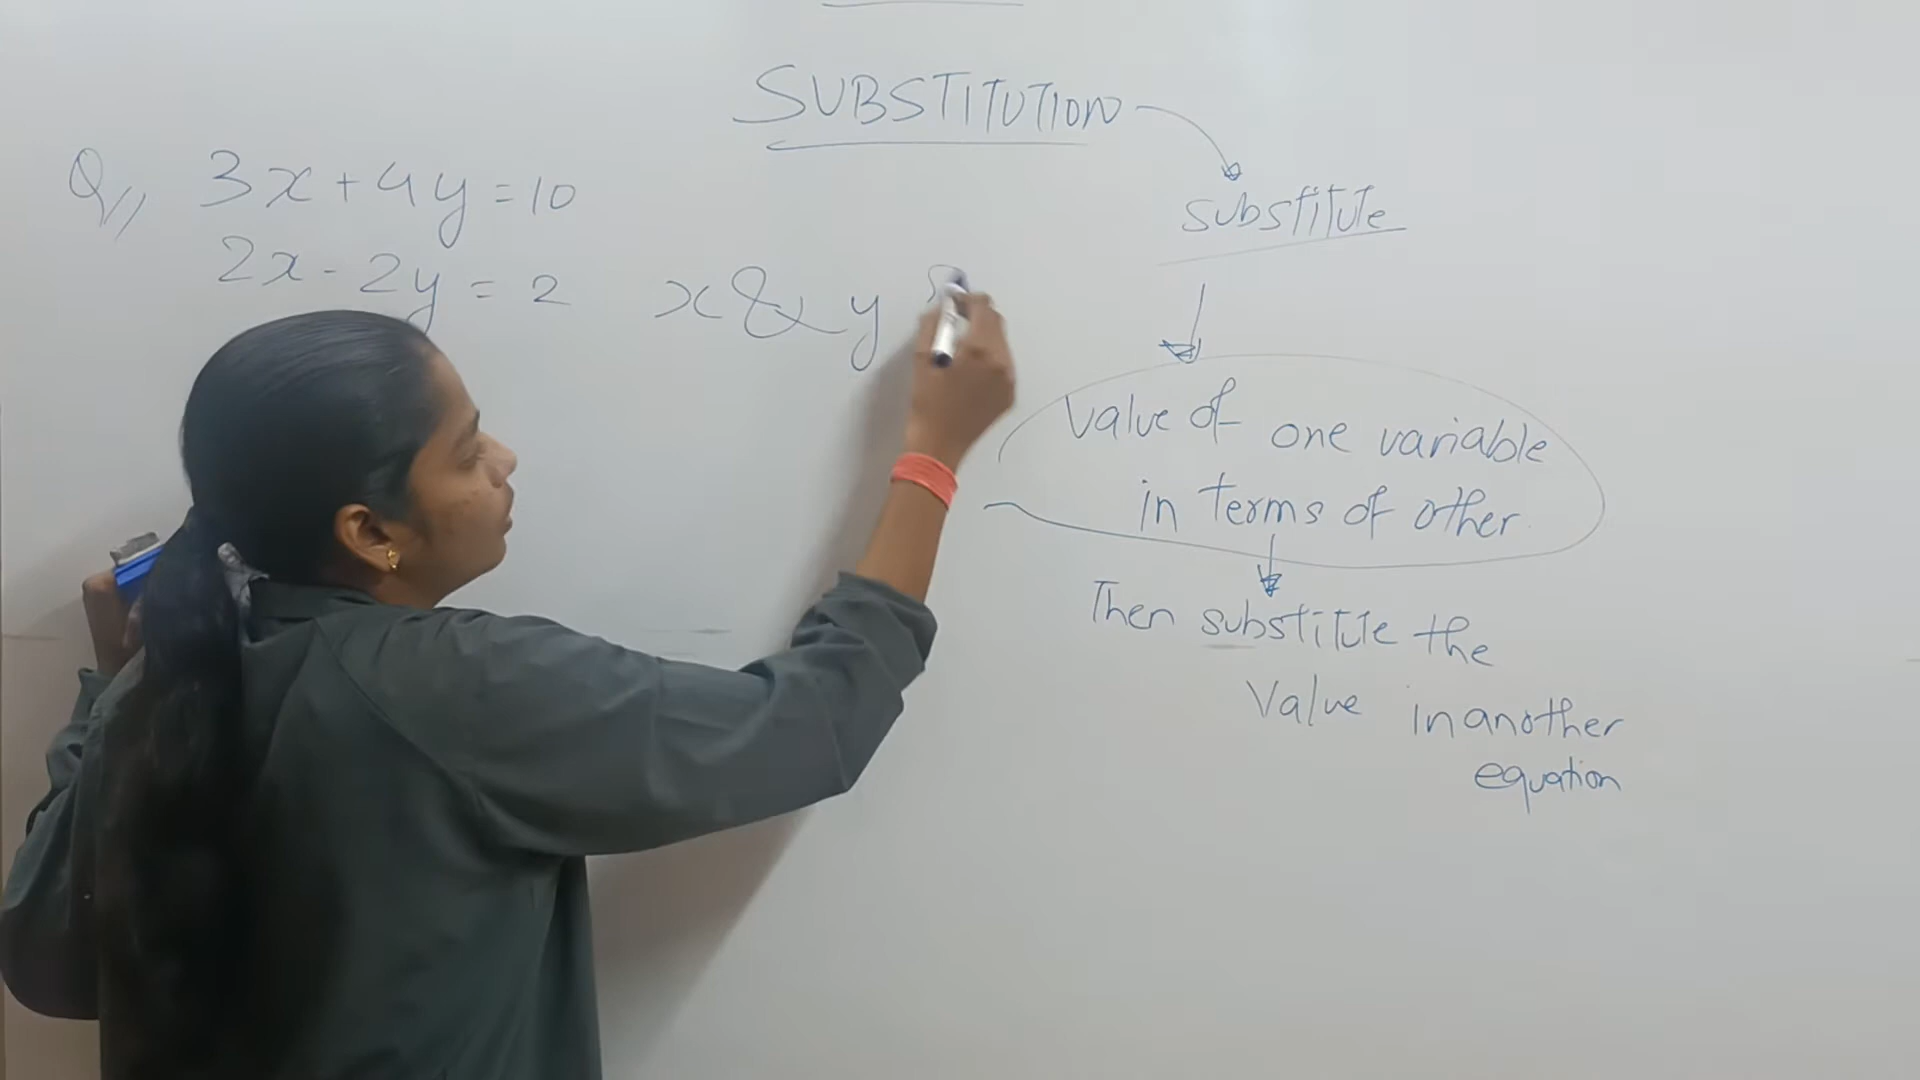 SUBSTITUTION
Q// 3x+4y=10
2x-2y=2 x & y ?
substitute
Value of one variable
in terms of other.
Then substitute the
Value in another
equation